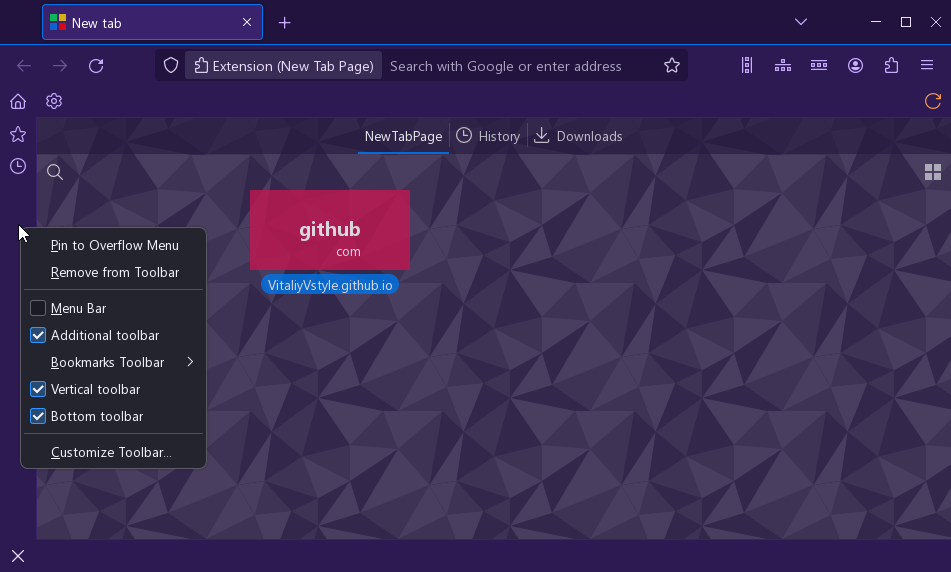 New tab
Extension (New Tab Page)
Search with Google or enter address
NewTabPage
History
Downloads
github
com
VitaliyVstyle.github.io
Pin to Overflow Menu
Remove from Toolbar
Menu Bar
Additional toolbar
Bookmarks Toolbar
Vertical toolbar
Bottom toolbar
Customize Toolbar...